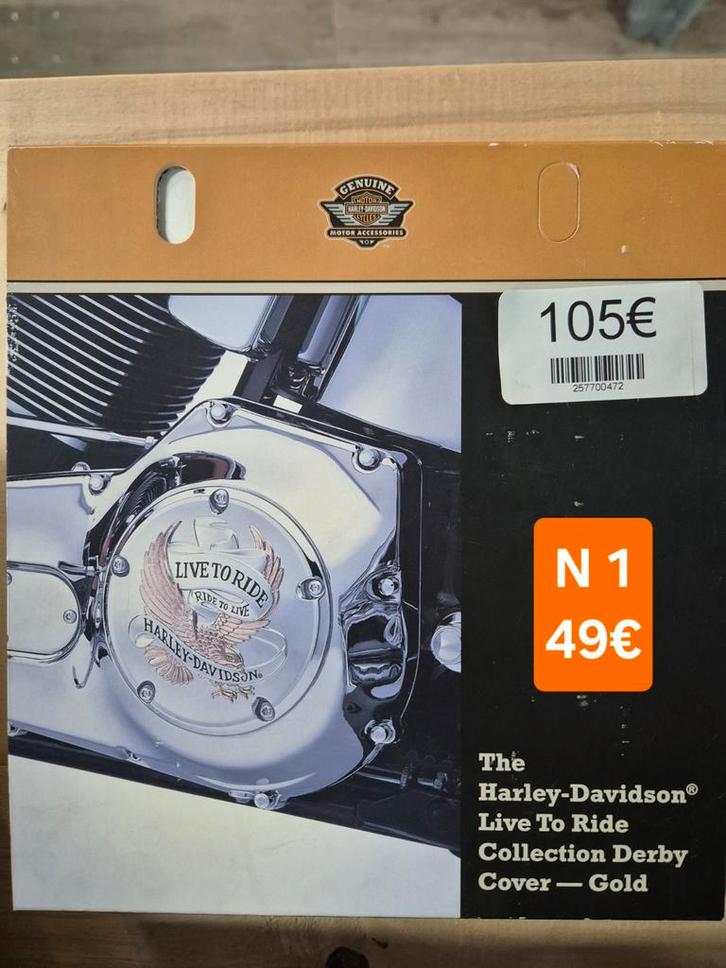 GENUINE
MOTOR
HARLEY-DAVIDSON
CYCLES
MOTOR ACCESSORIES
105€
257700472
LIVE TO RIDE
RIDE TO LIVE
HARLEY-DAVIDSON®
N 1
49€
The
Harley-Davidson®
Live To Ride
Collection Derby
Cover — Gold